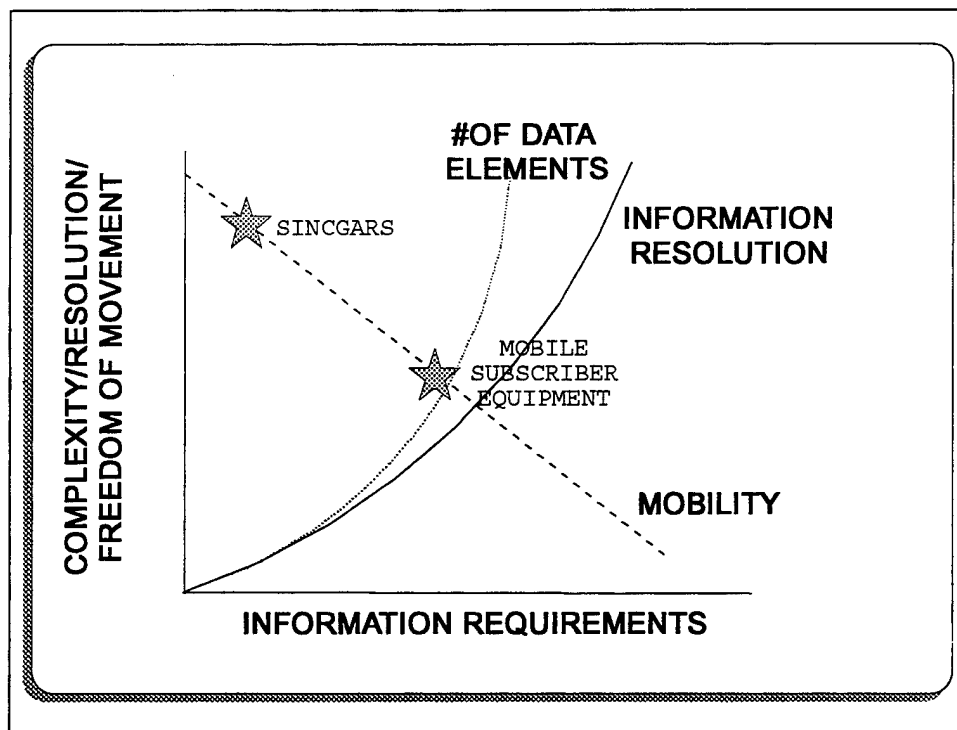 #OF DATA
ELEMENTS
INFORMATION
RESOLUTION
SINCGARS
MOBILE
SUBSCRIBER
EQUIPMENT
MOBILITY
COMPLEXITY/RESOLUTION/
FREEDOM OF MOVEMENT
INFORMATION REQUIREMENTS